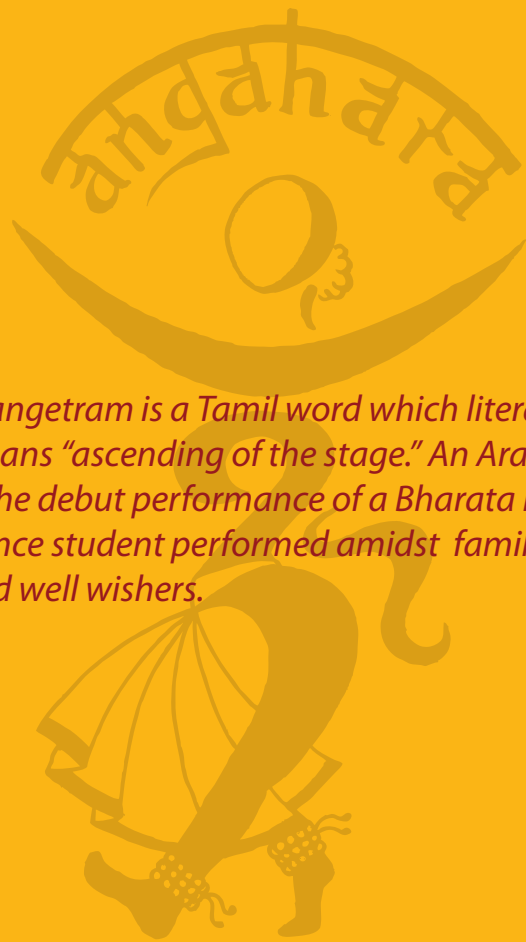 angahara
angetram is a Tamil word which litera
ans “ascending of the stage.” An Ara
he debut performance of a Bharata
nce student performed amidst famil
d well wishers.